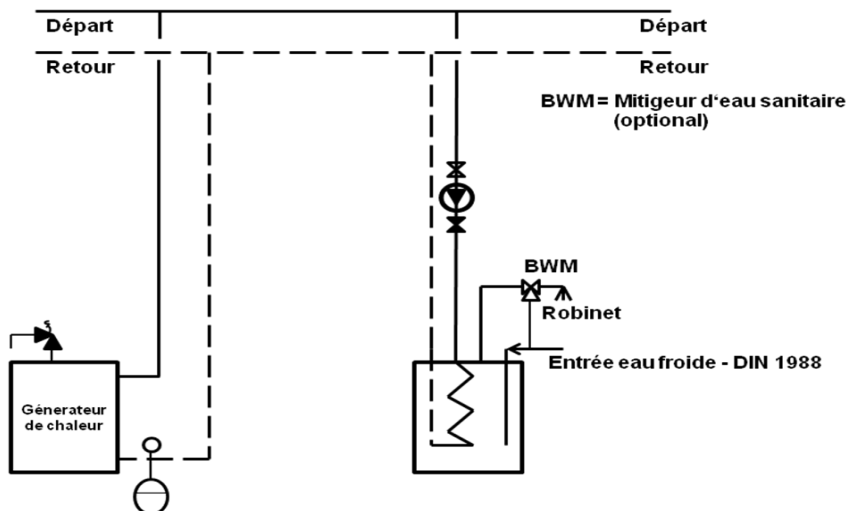 Départ
Départ
Retour
Retour
BWM = Mitigeur d'eau sanitaire
(optional)
BWM
Robinet
Entrée eau froide - DIN 1988
Génerateur
de chaleur